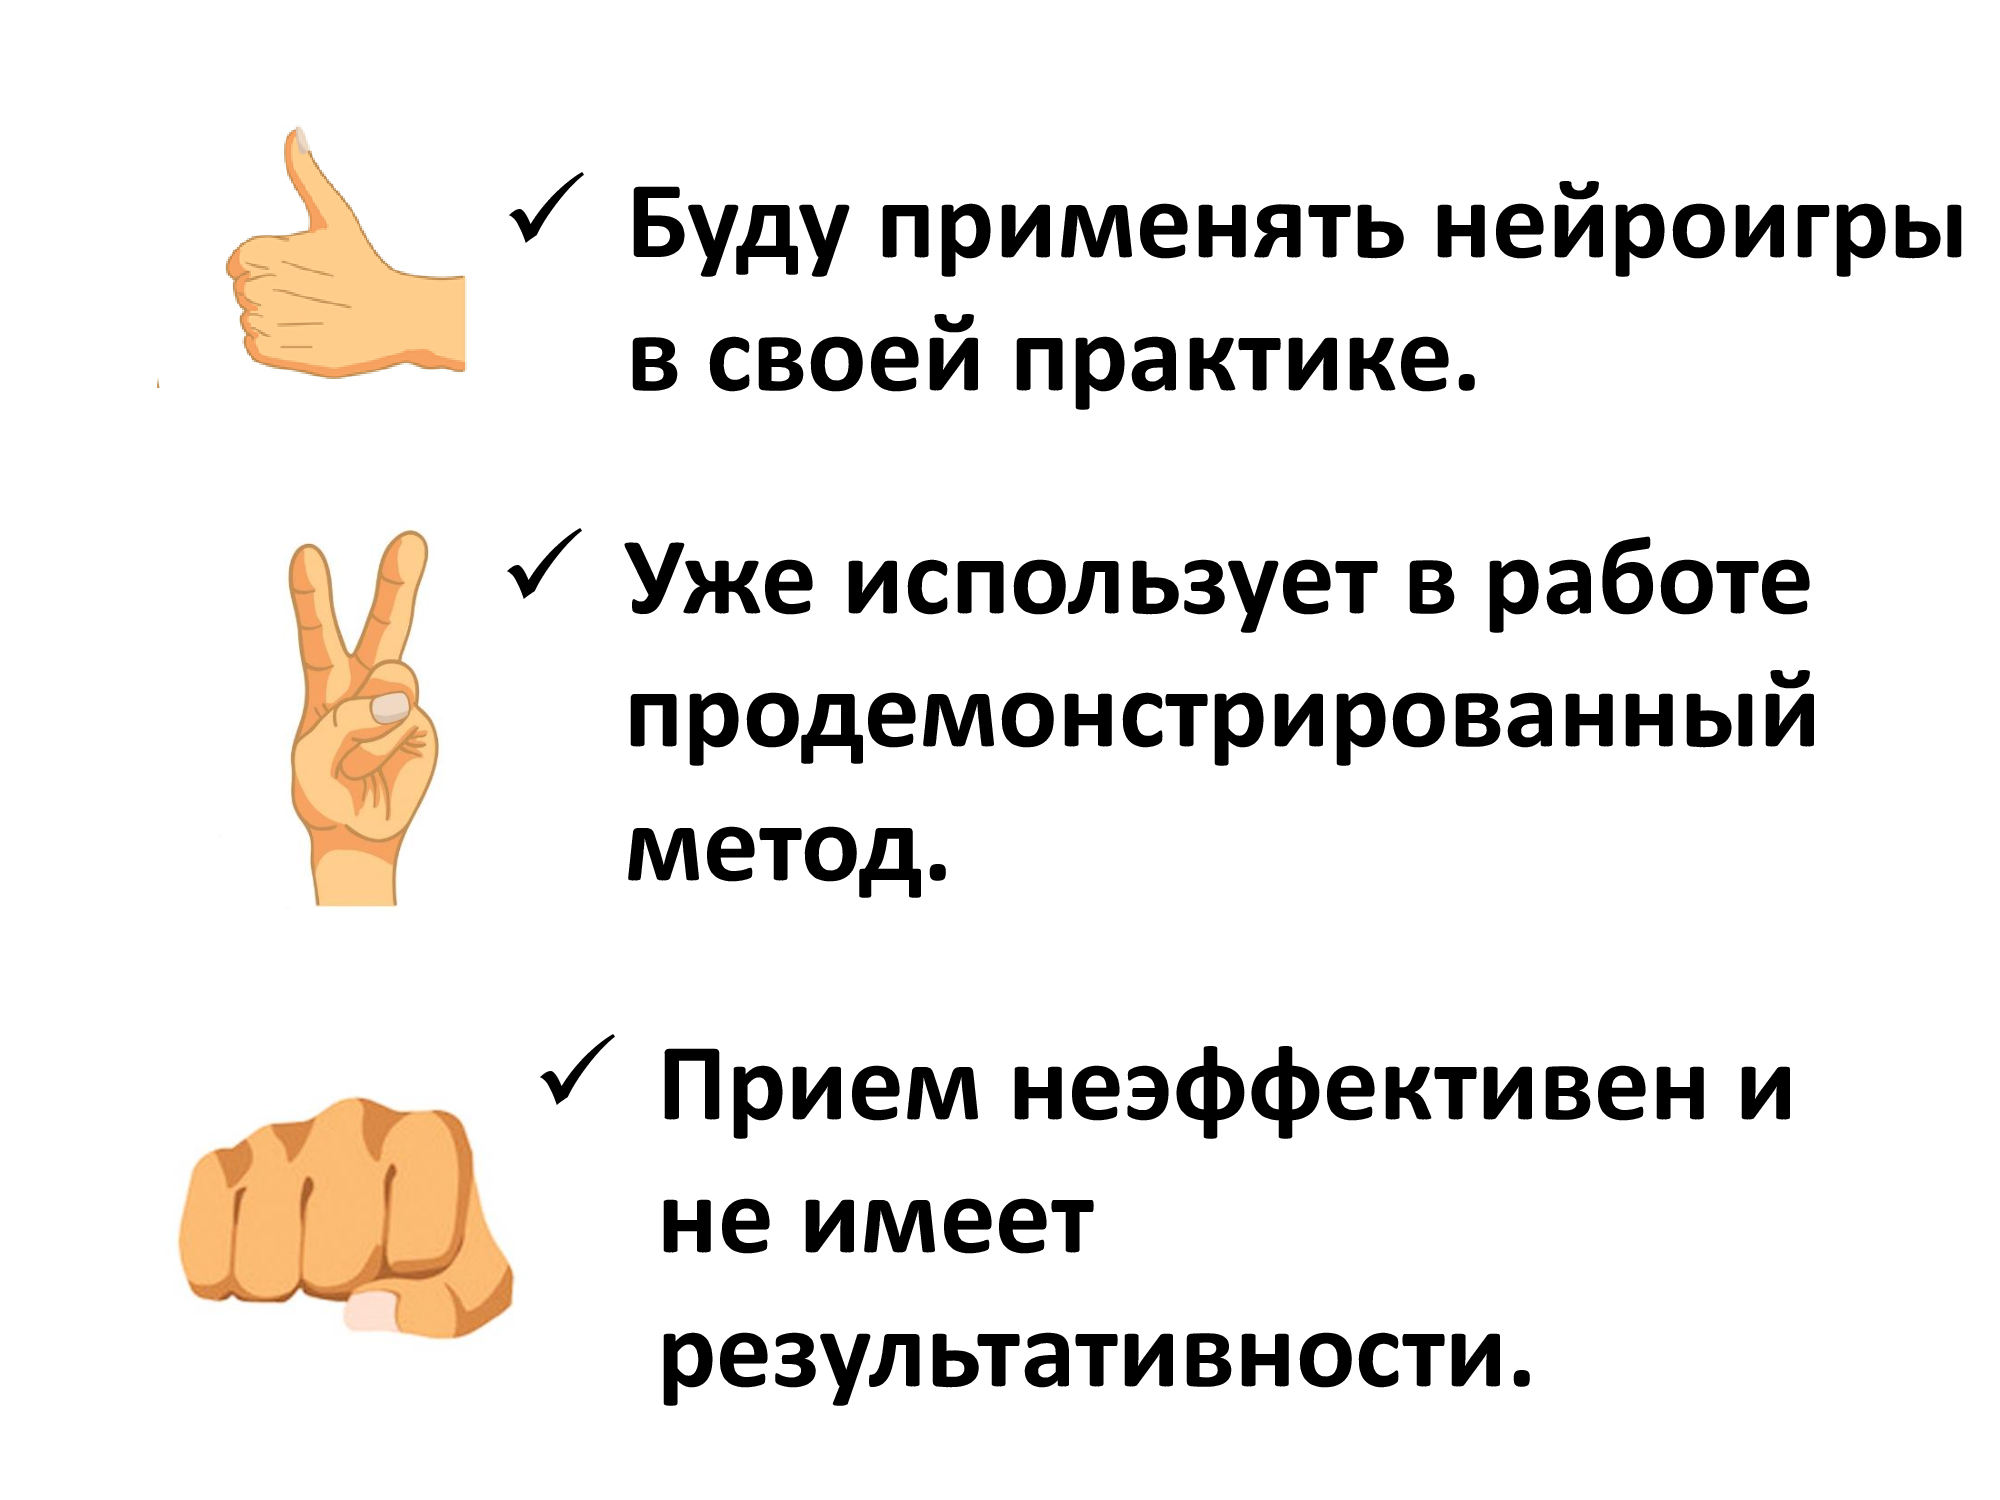 ✓ Буду применять нейроигры
в своей практике.
✓ Уже использует в работе
продемонстрированный
метод.
✓ Прием неэффективен и
не имеет
результативности.